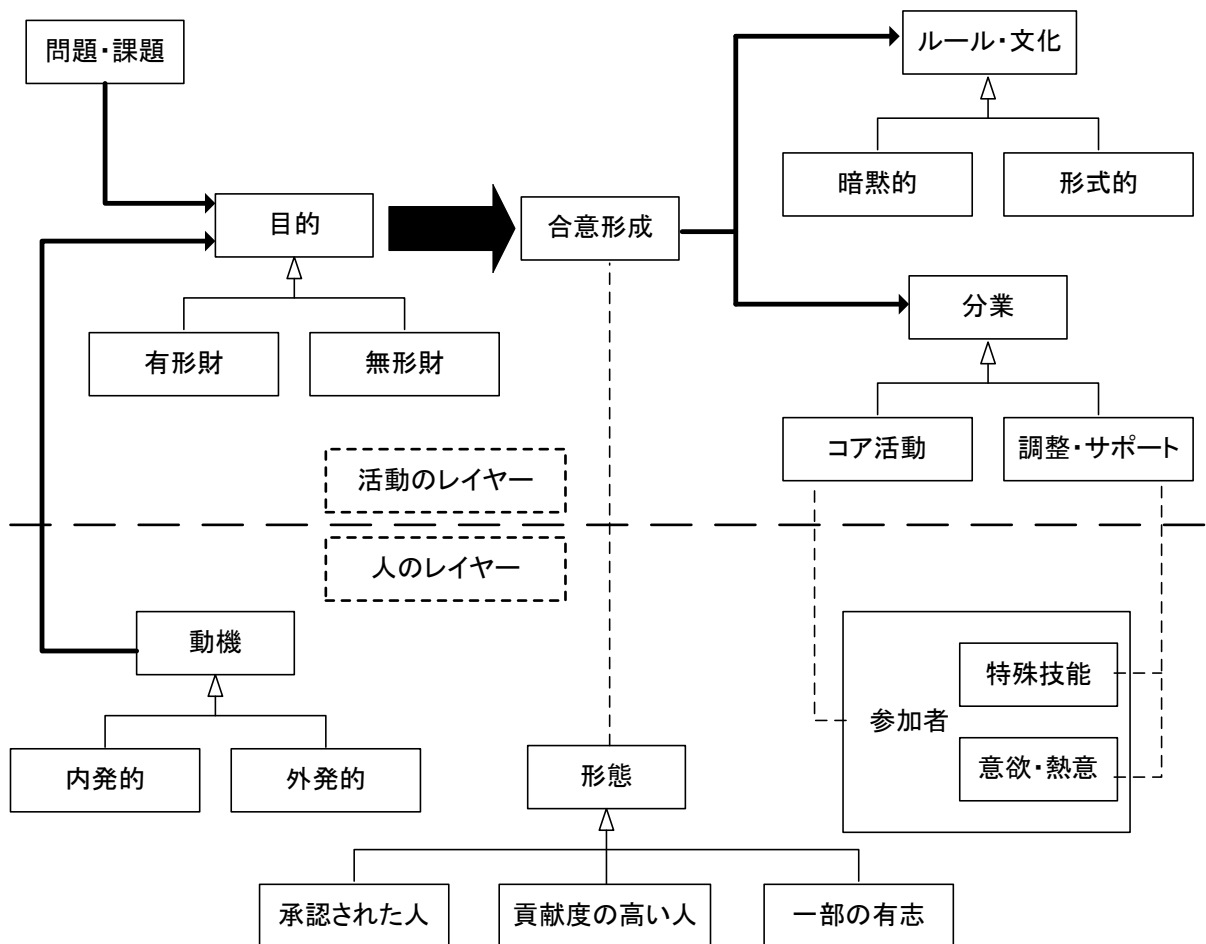 問題・課題
ルール・文化
暗黙的
形式的
目的
合意形成
分業
有形財
無形財
コア活動
調整・サポート
活動のレイヤー
人のレイヤー
動機
内発的
外発的
参加者
特殊技能
意欲・熱意
形態
承認された人
貢献度の高い人
一部の有志